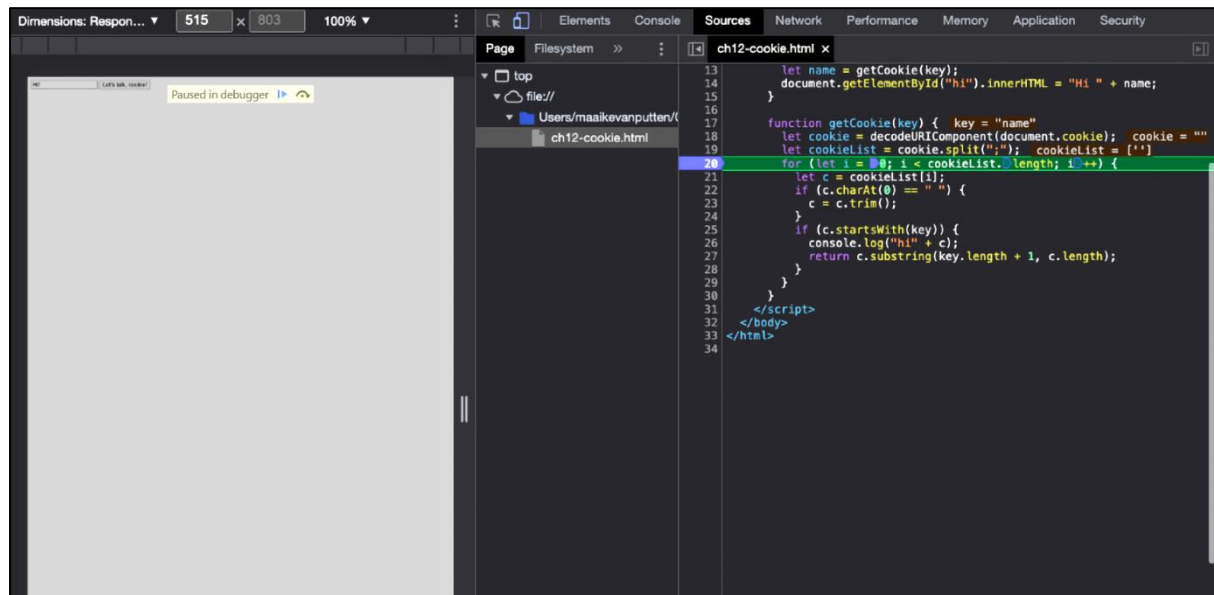 Dimensions: Respon... ▼ 515 × 803 100% ▼
Elements Console Sources Network Performance Memory Application Security
Page Filesystem »
ch12-cookie.html ×
Let's talk, cookie!
Paused in debugger
top
file://
Users/maaikevanputten/(
ch12-cookie.html
13 let name = getCookie(key);
14 document.getElementById("hi").innerHTML = "Hi " + name;
15 }
16
17 function getCookie(key) { key = "name"
18 let cookie = decodeURIComponent(document.cookie); cookie = ""
19 let cookieList = cookie.split(";"); cookieList = ['']
20 for (let i = 0; i < cookieList.length; i++) {
21 let c = cookieList[i];
22 if (c.charAt(0) == " ") {
23 c = c.trim();
24 }
25 if (c.startsWith(key)) {
26 console.log("hi" + c);
27 return c.substring(key.length + 1, c.length);
28 }
29 }
30 }
31 </script>
32 </body>
33 </html>
34